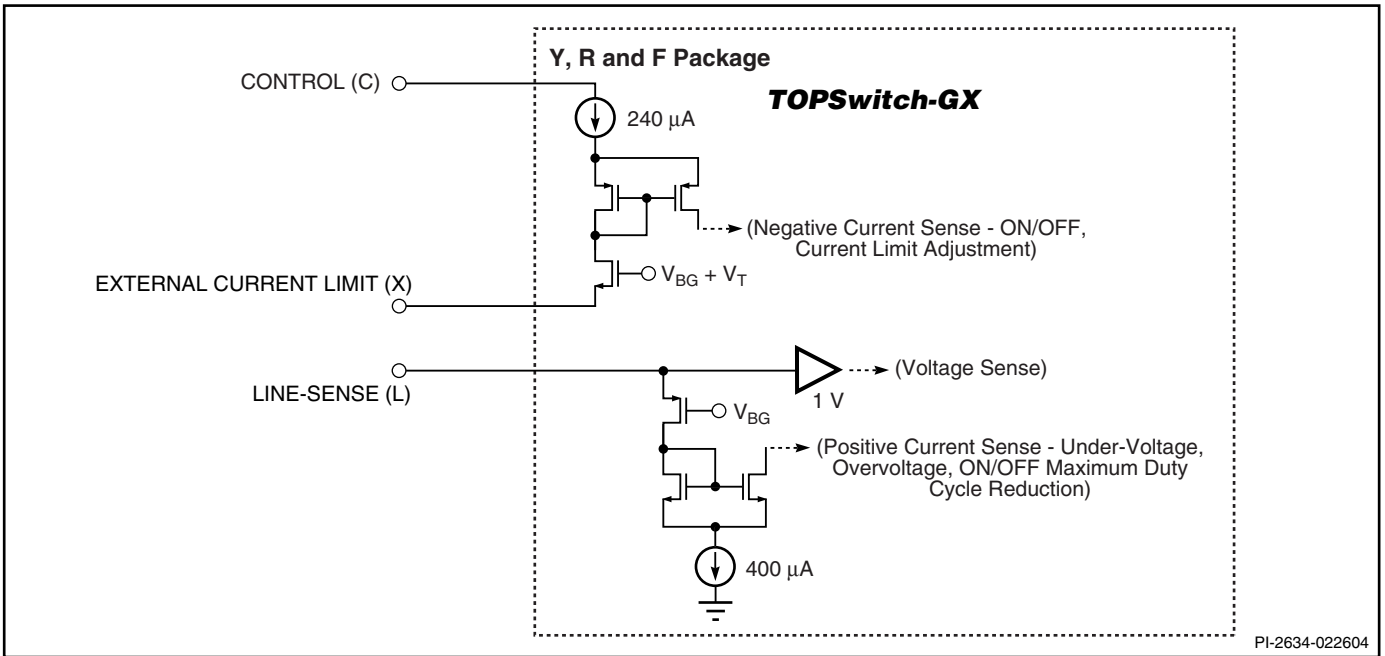 Y, R and F Package
TOPSwitch-GX
CONTROL (C)
240 μA
(Negative Current Sense - ON/OFF,
Current Limit Adjustment)
V_BG + V_T
EXTERNAL CURRENT LIMIT (X)
(Voltage Sense)
1 V
LINE-SENSE (L)
V_BG
(Positive Current Sense - Under-Voltage,
Overvoltage, ON/OFF Maximum Duty
Cycle Reduction)
400 μA
PI-2634-022604